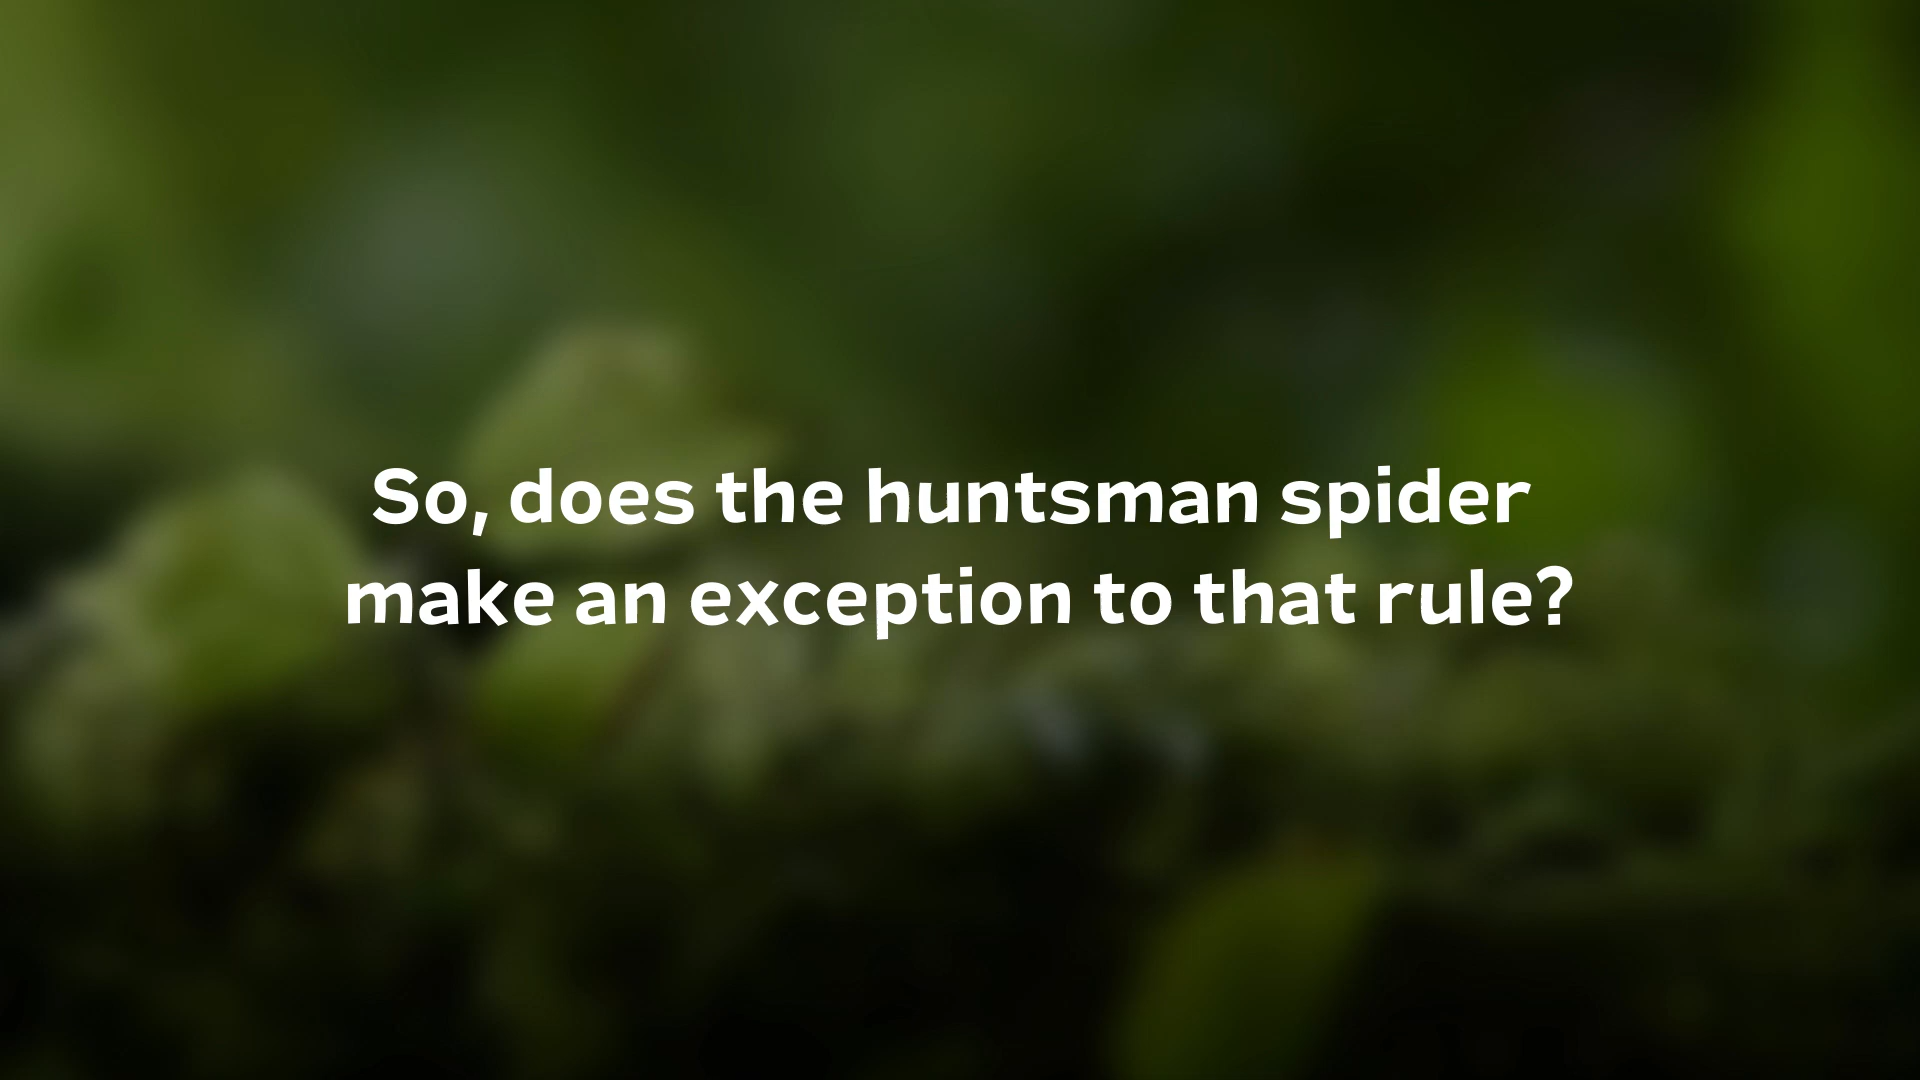 So, does the huntsman spider
make an exception to that rule?